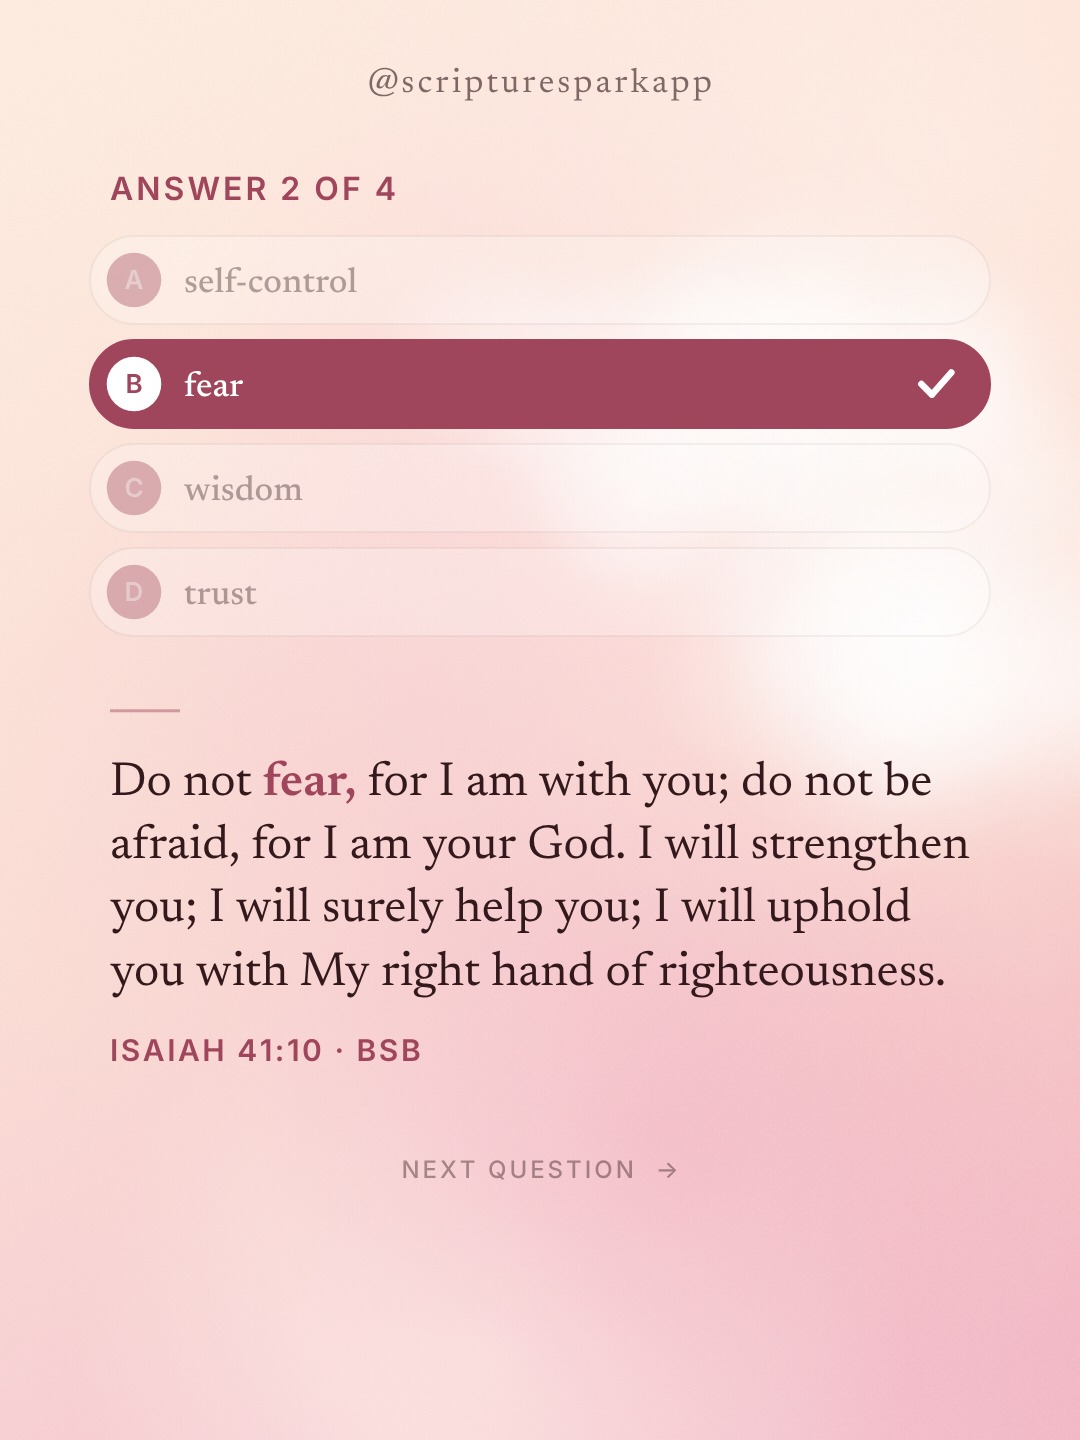 @scripturesparkapp
ANSWER 2 OF 4
A self-control
B fear
C wisdom
D trust
Do not fear, for I am with you; do not be
afraid, for I am your God. I will strengthen
you; I will surely help you; I will uphold
you with My right hand of righteousness.
ISAIAH 41:10 · BSB
NEXT QUESTION →